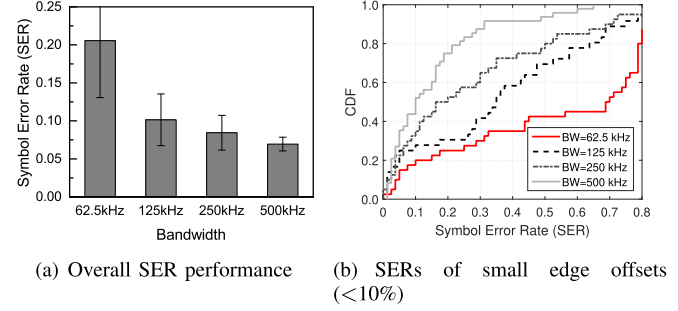 0.25
0.20
0.15
0.10
0.05
0.00
Symbol Error Rate (SER)
62.5kHz 125kHz 250kHz 500kHz
Bandwidth
(a) Overall SER performance
1.0
0.8
0.6
0.4
0.2
0.0
CDF
BW=62.5 kHz
BW=125 kHz
BW=250 kHz
BW=500 kHz
0 0.1 0.2 0.3 0.4 0.5 0.6 0.7 0.8
Symbol Error Rate (SER)
(b) SERs of small edge offsets
(<10%)